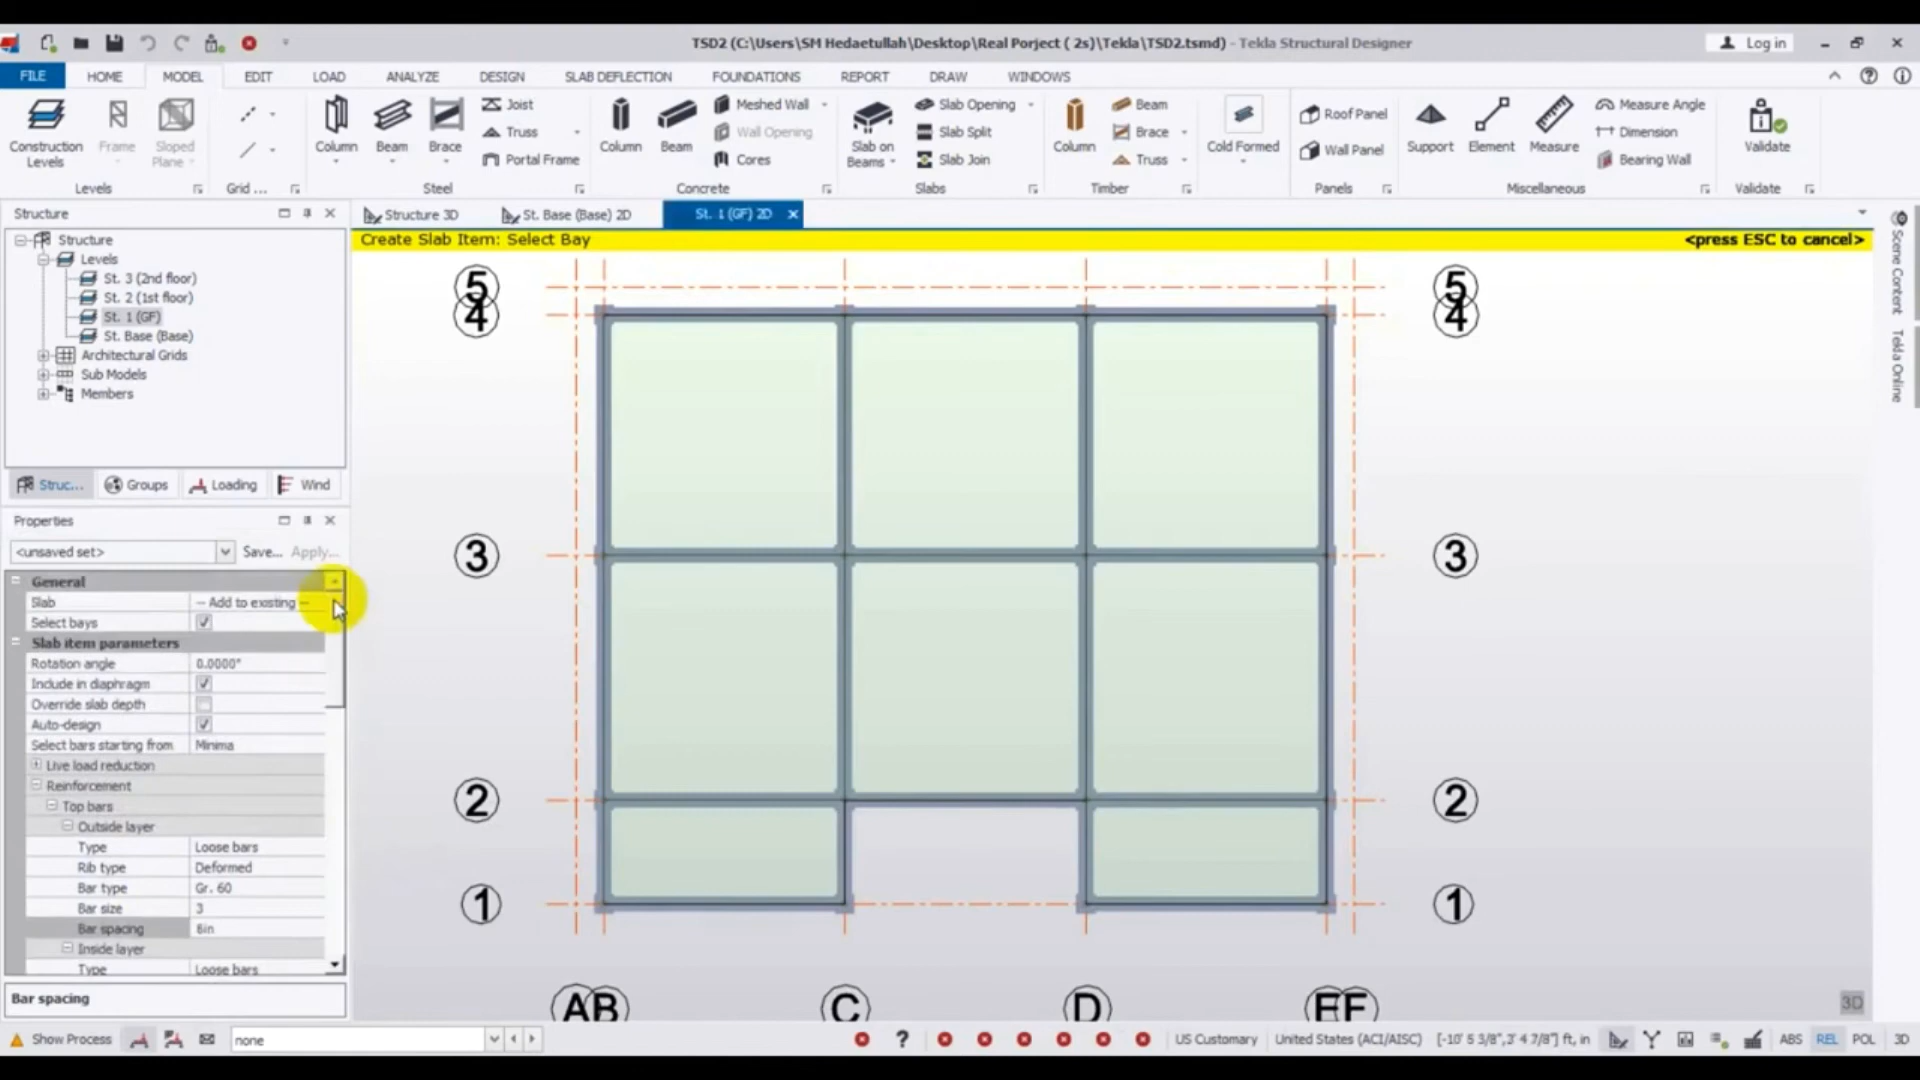 TSD2 (C:\Users\SM Hedaetullah\Desktop\Real Porject ( 2s)\Tekla\TSD2.tsmd) - Tekla Structural Designer
Log in
FILE HOME MODEL EDIT LOAD ANALYZE DESIGN SLAB DEFLECTION FOUNDATIONS REPORT DRAW WINDOWS
Construction Levels
Frame
Sloped Plane
Column
Beam
Brace
Joist
Truss
Portal Frame
Column
Beam
Meshed Wall
Wall Opening
Cores
Slab on Beams
Slab Opening
Slab Split
Slab Join
Column
Beam
Brace
Truss
Cold Formed
Roof Panel
Wall Panel
Support
Element
Measure
Measure Angle
Dimension
Bearing Wall
Validate
Levels
Grid ...
Steel
Concrete
Slabs
Timber
Panels
Miscellaneous
Validate
Structure
Structure
Levels
St. 3 (2nd floor)
St. 2 (1st floor)
St. 1 (GF)
St. Base (Base)
Architectural Grids
Sub Models
Members
Struc... Groups Loading Wind
Structure 3D
St. Base (Base) 2D
St. 1 (GF) 2D
Create Slab Item: Select Bay
<press ESC to cancel>
Scene Content
Tekla Online
Properties
<unsaved set> Save... Apply...
General
Slab -- Add to existing --
Select bays
Slab item parameters
Rotation angle 0.0000°
Include in diaphragm
Override slab depth
Auto-design
Select bars starting from Minima
Live load reduction
Reinforcement
Top bars
Outside layer
Type Loose bars
Rib type Deformed
Bar type Gr. 60
Bar size 3
Bar spacing 6in
Inside layer
Type Loose bars
Bar spacing
5 5
4 4
3 3
2 2
1 1
A B C D E F
3D
Show Process none
US Customary United States (ACI/AISC) [-10' 5 3/8",3' 4 7/8"] ft, in ABS REL POL 3D